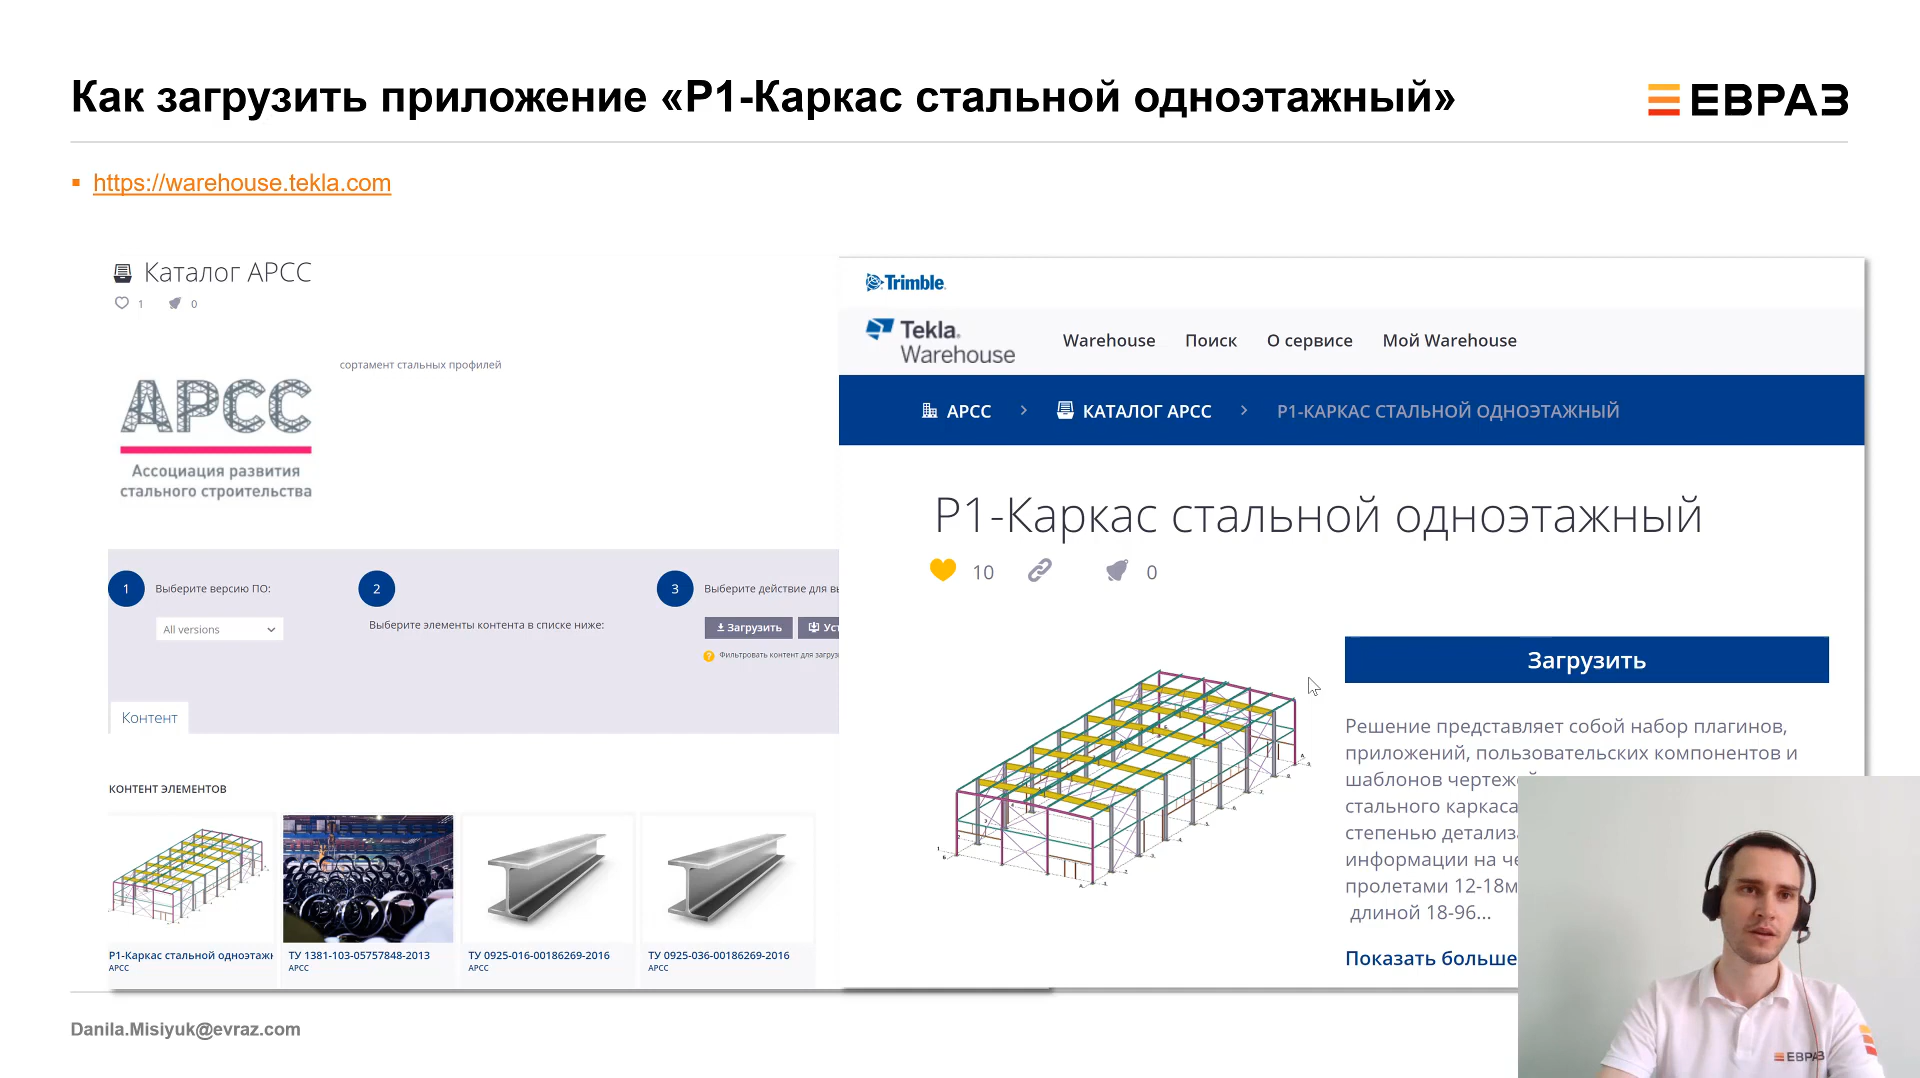 Как загрузить приложение «Р1-Каркас стальной одноэтажный»
ЕВРАЗ
https://warehouse.tekla.com
Каталог АРСС
1 0
сортамент стальных профилей
АРСС
Ассоциация развития
стального строительства
1 Выберите версию ПО:
All versions
2
Выберите элементы контента в списке ниже:
3 Выберите действие для
Загрузить
Фильтровать контент для
Контент
КОНТЕНТ ЭЛЕМЕНТОВ
Р1-Каркас стальной одноэтажн
АРСС
ТУ 1381-103-05757848-2013
АРСС
ТУ 0925-016-00186269-2016
АРСС
ТУ 0925-036-00186269-2016
АРСС
Trimble
Tekla
Warehouse
Warehouse Поиск О сервисе Мой Warehouse
АРСС > КАТАЛОГ АРСС > Р1-КАРКАС СТАЛЬНОЙ ОДНОЭТАЖНЫЙ
Р1-Каркас стальной одноэтажный
10 0
Загрузить
Решение представляет собой набор плагинов,
приложений, пользовательских компонентов и
шаблонов
стального каркаса
степенью
информации на
пролетами 12-18м
длиной 18-96...
Показать больше
Danila.Misiyuk@evraz.com
ЕВРАЗ